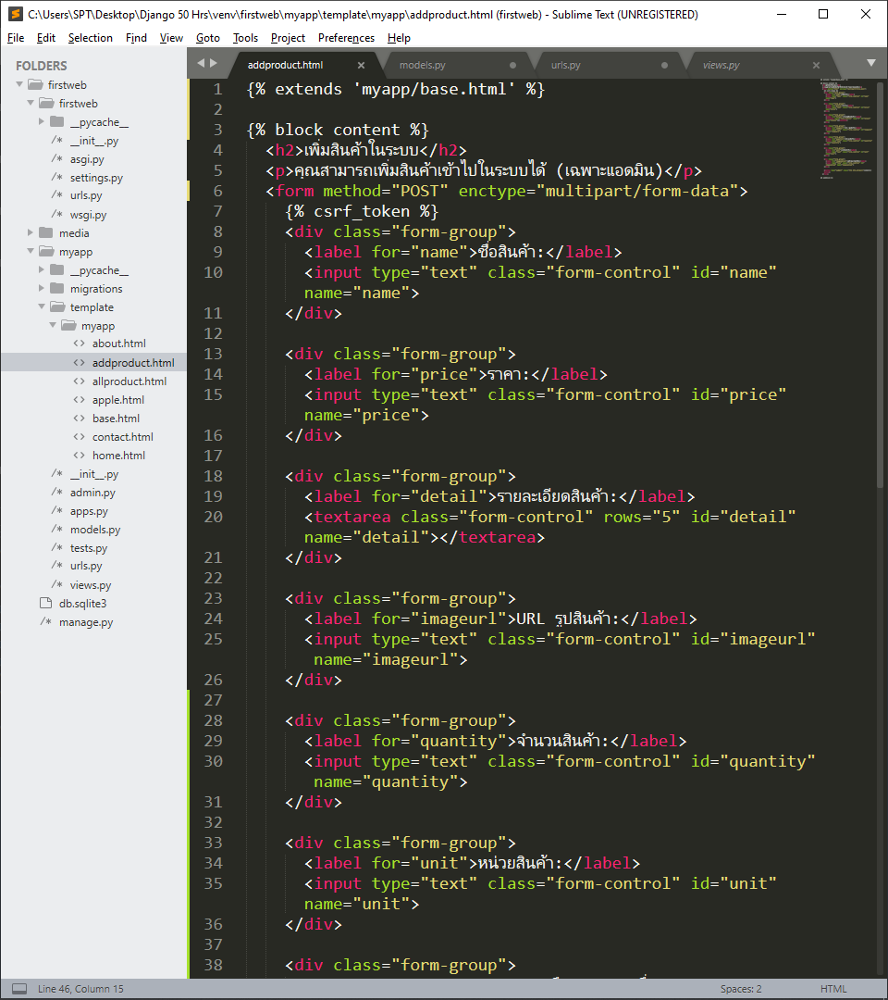 C:\Users\SPT\Desktop\Django 50 Hrs\venv\firstweb\myapp\template\myapp\addproduct.html (firstweb) - Sublime Text (UNREGISTERED)
File Edit Selection Find View Goto Tools Project Preferences Help
FOLDERS
firstweb
firstweb
__pycache__
/* __init__.py
/* asgi.py
/* settings.py
/* urls.py
/* wsgi.py
media
myapp
__pycache__
migrations
template
myapp
<> about.html
<> addproduct.html
<> allproduct.html
<> apple.html
<> base.html
<> contact.html
<> home.html
/* __init__.py
/* admin.py
/* apps.py
/* models.py
/* tests.py
/* urls.py
/* views.py
db.sqlite3
/* manage.py
addproduct.html × models.py urls.py views.py ×
1 {% extends 'myapp/base.html' %}
2
3 {% block content %}
4 <h2>เพิ่มสินค้าในระบบ</h2>
5 <p>คุณสามารถเพิ่มสินค้าเข้าไปในระบบได้ (เฉพาะแอดมิน)</p>
6 <form method="POST" enctype="multipart/form-data">
7 {% csrf_token %}
8 <div class="form-group">
9 <label for="name">ชื่อสินค้า:</label>
10 <input type="text" class="form-control" id="name"
name="name">
11 </div>
12
13 <div class="form-group">
14 <label for="price">ราคา:</label>
15 <input type="text" class="form-control" id="price"
name="price">
16 </div>
17
18 <div class="form-group">
19 <label for="detail">รายละเอียดสินค้า:</label>
20 <textarea class="form-control" rows="5" id="detail"
name="detail"></textarea>
21 </div>
22
23 <div class="form-group">
24 <label for="imageurl">URL รูปสินค้า:</label>
25 <input type="text" class="form-control" id="imageurl"
name="imageurl">
26 </div>
27
28 <div class="form-group">
29 <label for="quantity">จำนวนสินค้า:</label>
30 <input type="text" class="form-control" id="quantity"
name="quantity">
31 </div>
32
33 <div class="form-group">
34 <label for="unit">หน่วยสินค้า:</label>
35 <input type="text" class="form-control" id="unit"
name="unit">
36 </div>
37
38 <div class="form-group">
Line 46, Column 15 Spaces: 2 HTML